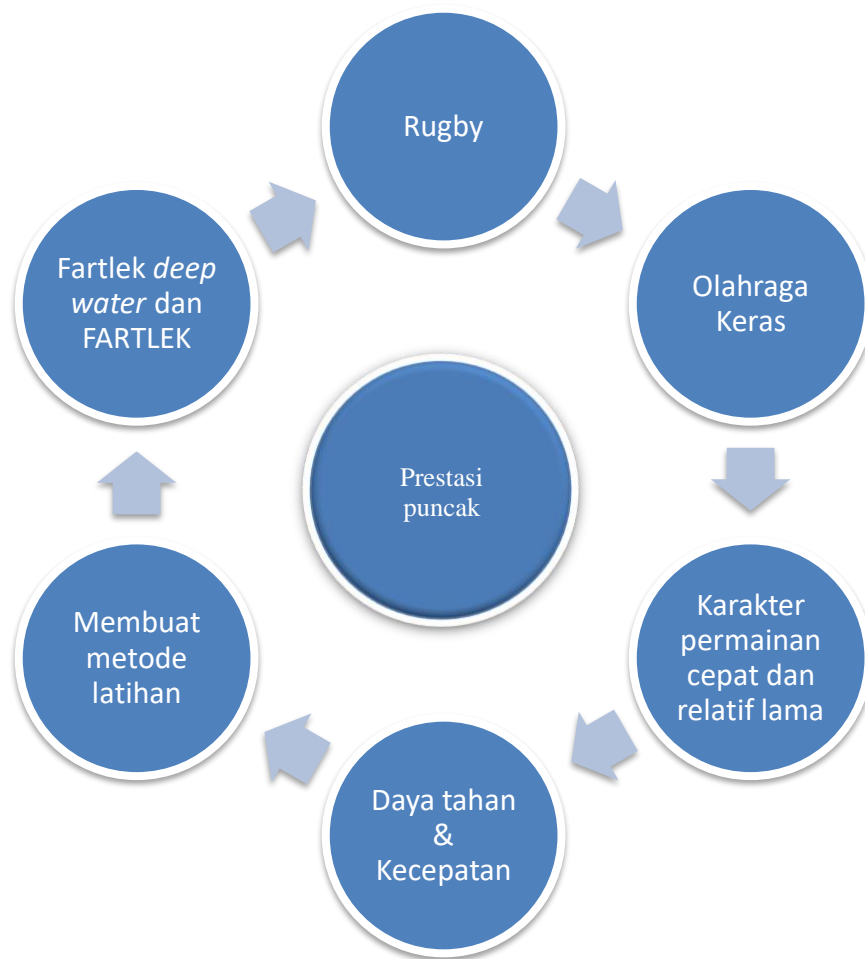 Rugby
Olahraga
Keras
Karakter
permainan
cepat dan
relatif lama
Daya tahan
&
Kecepatan
Membuat
metode
latihan
Fartlek deep
water dan
FARTLEK
Prestasi
puncak